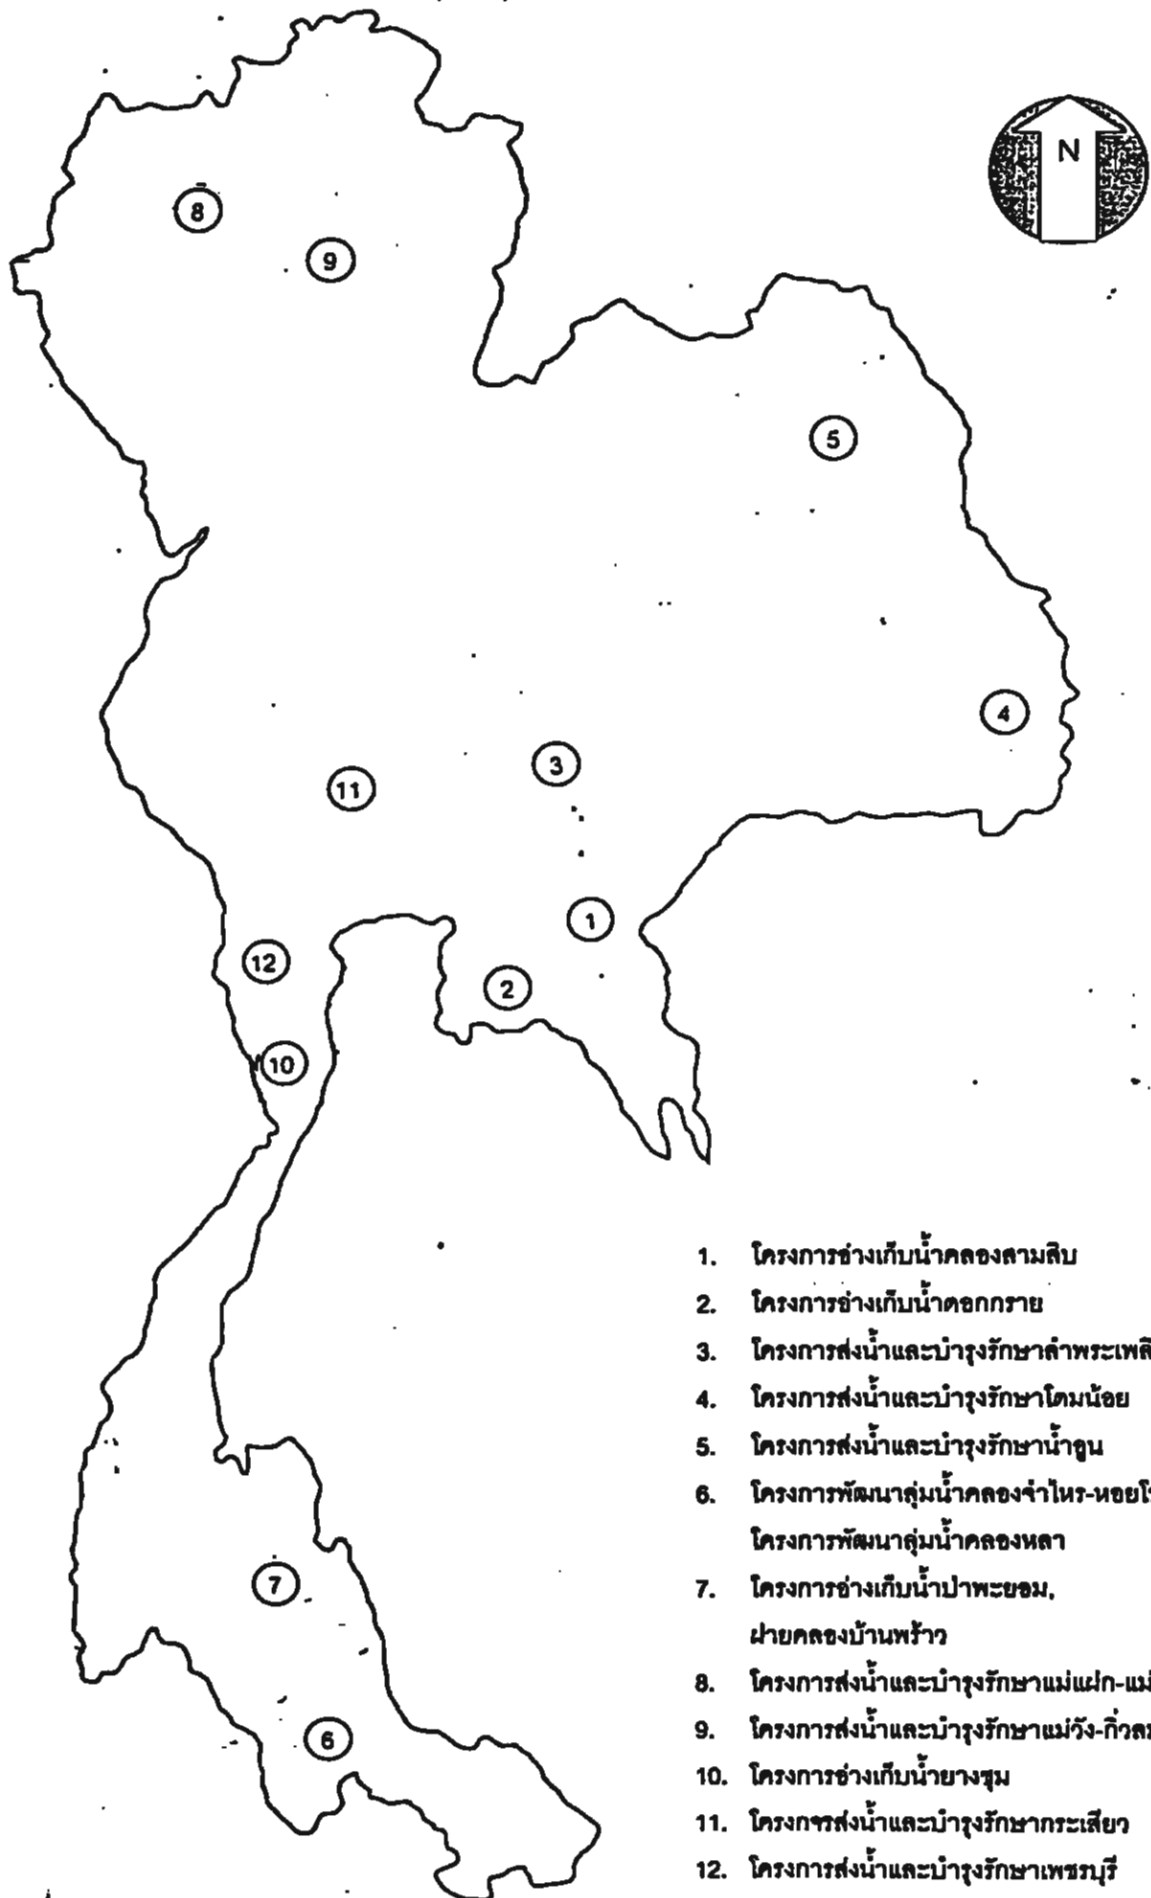 N
8
9
5
4
3
11
1
12
2
10
7
6
1. โครงการอ่างเก็บน้ำคลองสามสิบ
2. โครงการอ่างเก็บน้ำดอกกราย
3. โครงการส่งน้ำและบำรุงรักษาลำพระเพลิ
4. โครงการส่งน้ำและบำรุงรักษาโดมน้อย
5. โครงการส่งน้ำและบำรุงรักษาน้ำอูน
6. โครงการพัฒนาลุ่มน้ำคลองจำไหร-หอยโ
โครงการพัฒนาลุ่มน้ำคลองหลา
7. โครงการอ่างเก็บน้ำป่าพะยอม,
ฝายคลองบ้านพร้าว
8. โครงการส่งน้ำและบำรุงรักษาแม่แฝก-แม่
9. โครงการส่งน้ำและบำรุงรักษาแม่วัง-กิ่วล
10. โครงการอ่างเก็บน้ำยางชุม
11. โครงการส่งน้ำและบำรุงรักษากระเสียว
12. โครงการส่งน้ำและบำรุงรักษาเพชรบุรี